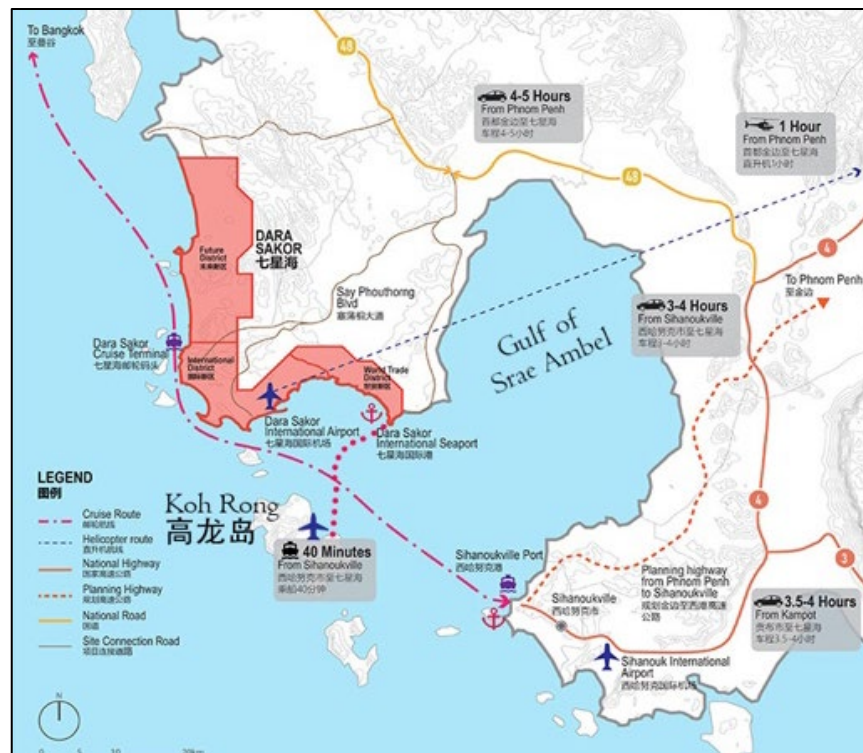 To Bangkok
至曼谷
48
4-5 Hours
From Phnom Penh
首都金边至七星海
车程4-5小时
1 Hour
From Phnom Penh
首都金边至七星海
直升机1小时
48
4
DARA
SAKOR
七星海
Future
District
未来新区
Say Phouthorng
Blvd
To Phnom Penh
至金边
3-4 Hours
From Sihanoukville
西哈努克市至七星海
车程3-4小时
Gulf of
Srae Ambel
Dara Sakor
Cruise Terminal
七星海邮轮码头
International
District
国际新区
World Trade
District
Dara Sakor
International Airport
七星海国际机场
Dara Sakor
International Seaport
七星海国际港
LEGEND
图例
Cruise Route
邮轮航线
Helicopter route
直升机航线
National Highway
国家高速公路
Planning Highway
规划高速公路
National Road
国道
Site Connection Road
项目连接道路
Koh Rong
高龙岛
40 Minutes
From Sihanoukville
西哈努克市至七星海
乘船40分钟
4
3
Sihanoukville Port
西哈努克港
Planning highway
from Phnom Penh
to Sihanoukville
规划金边至西港高速
公路
Sihanoukville
西哈努克市
3.5-4 Hours
From Kampot
贡布市至七星海
车程3.5-4小时
Sihanouk International
Airport
西哈努克国际机场
N
0 5 10 20km